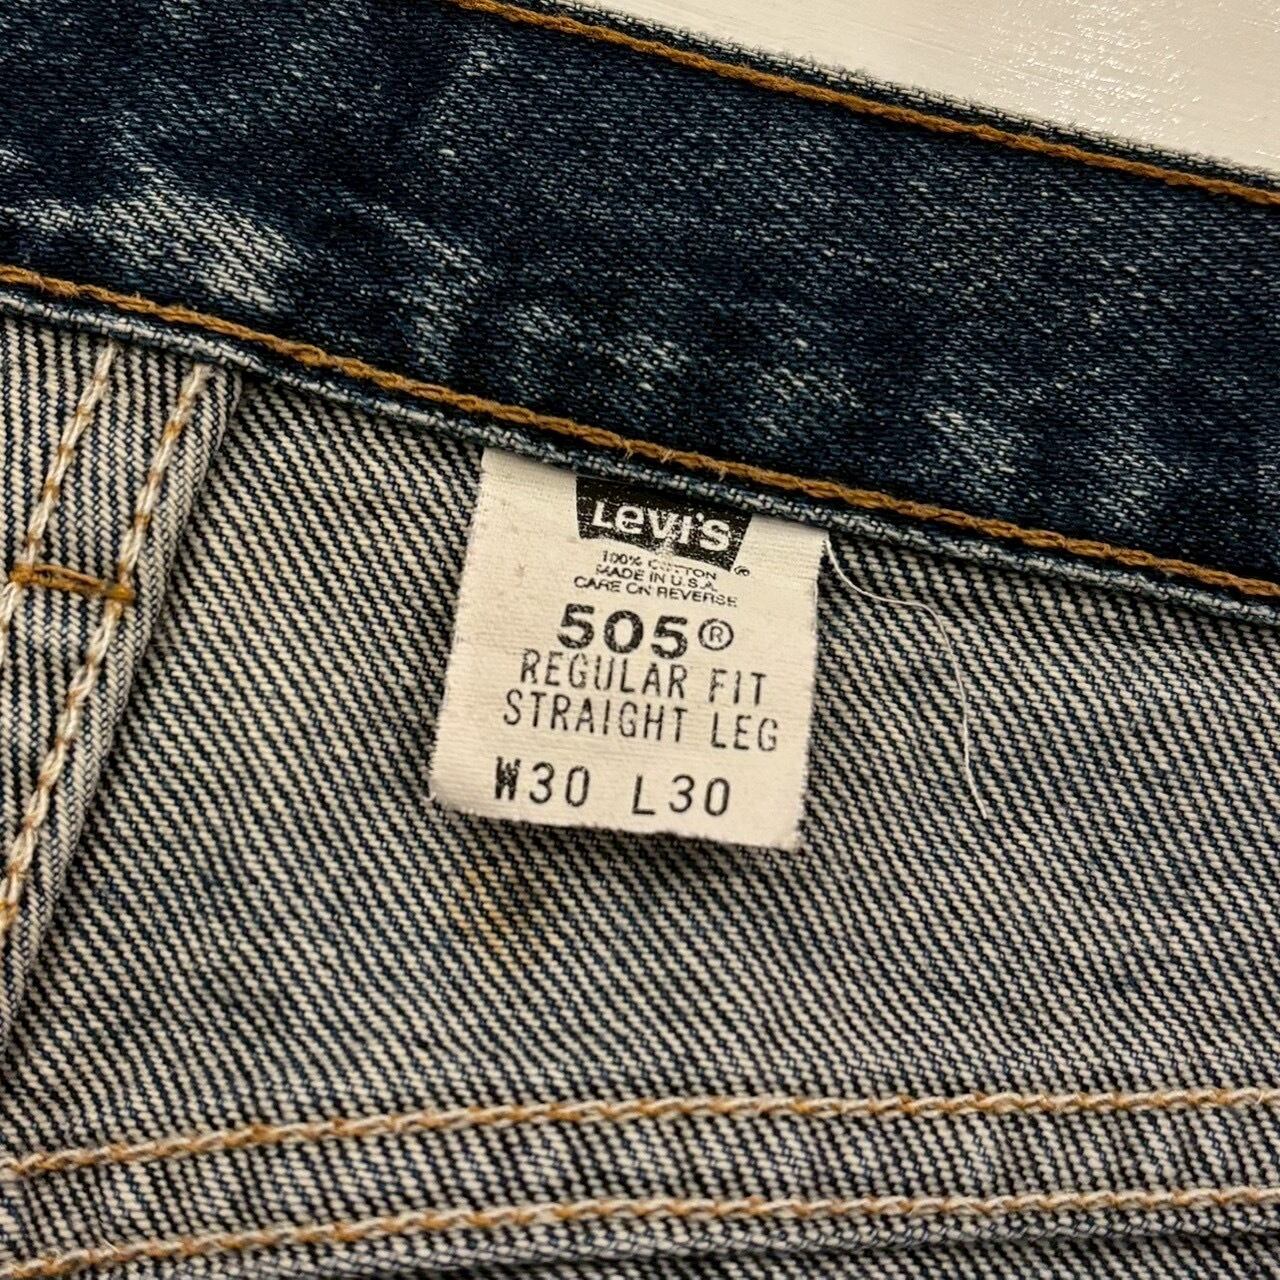 Levi's
100% COTTON
MADE IN U.S.A.
CARE ON REVERSE
505®
REGULAR FIT
STRAIGHT LEG
W30 L30